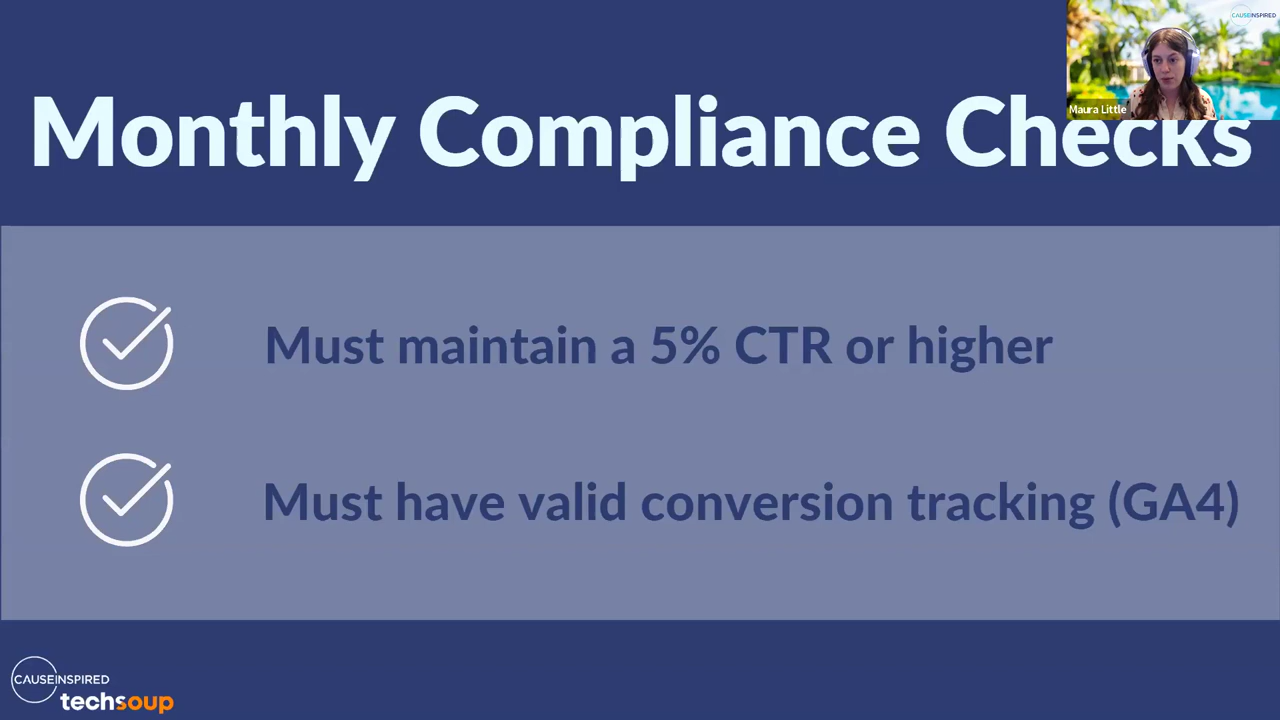 CAUSEINSPIRED
Maura Little
Monthly Compliance Checks
Must maintain a 5% CTR or higher
Must have valid conversion tracking (GA4)
CAUSEINSPIRED
techsoup